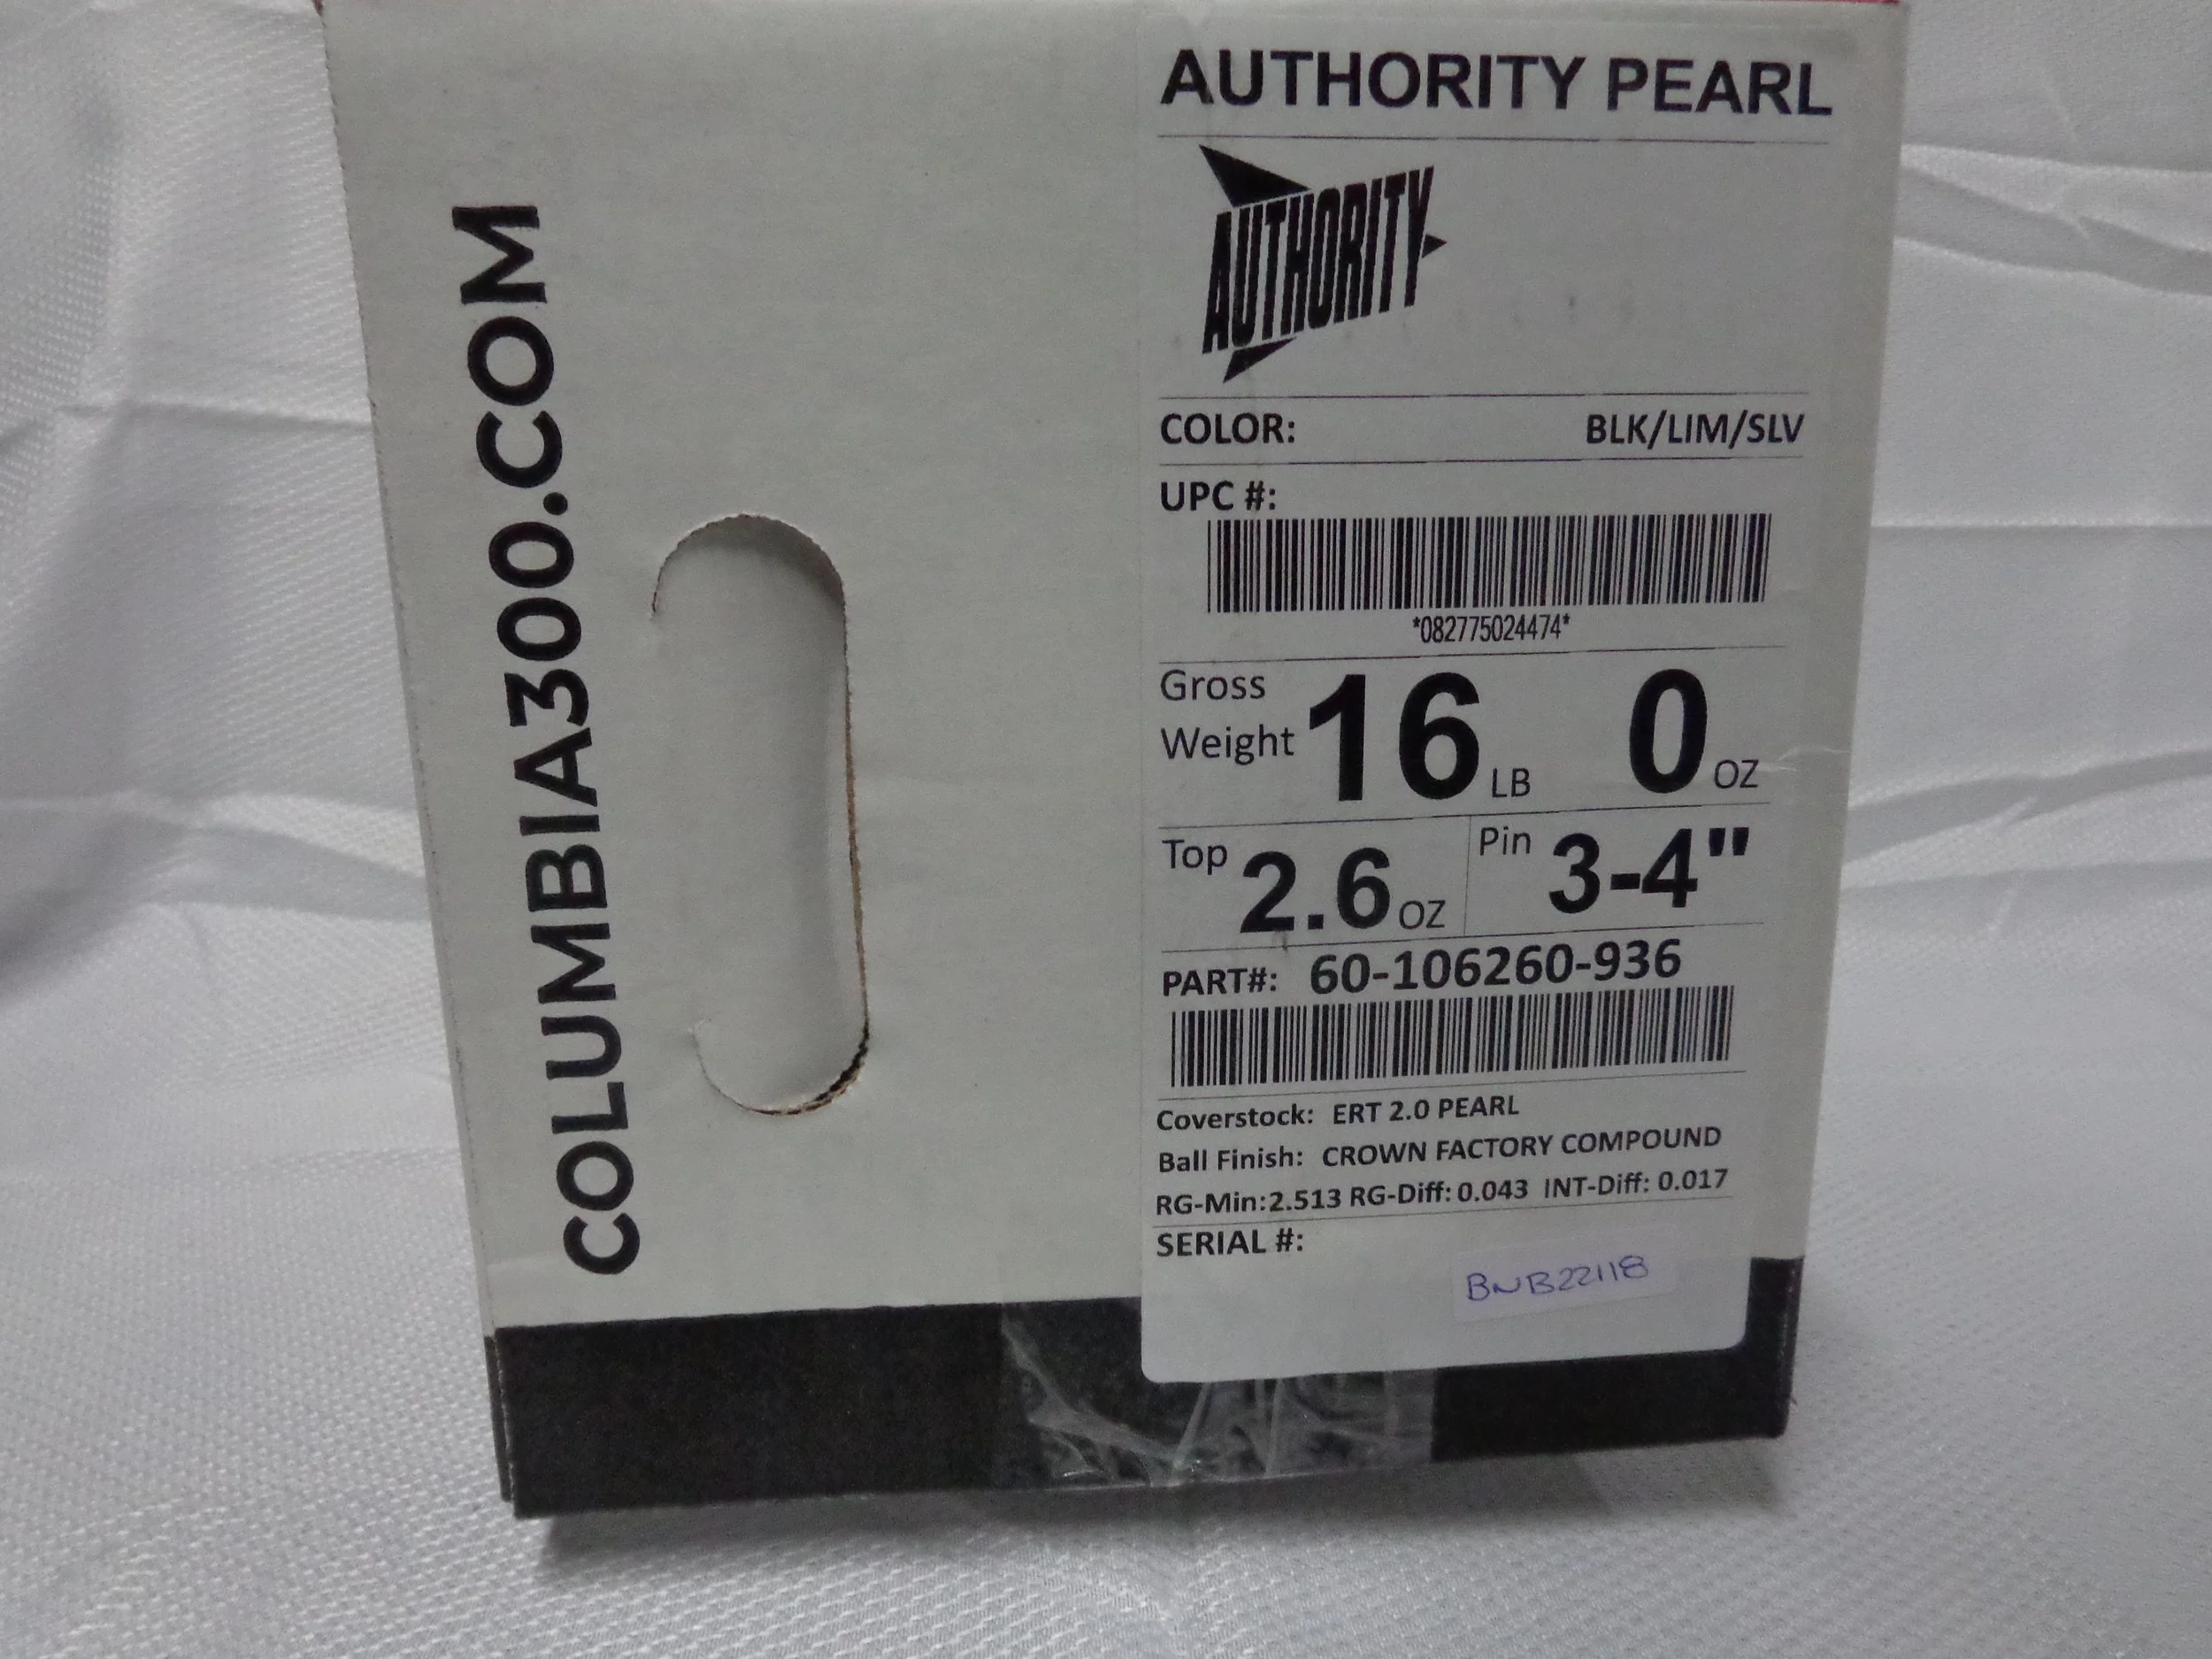 COLUMBIA300.COM
AUTHORITY PEARL
AUTHORITY
COLOR: BLK/LIM/SLV
UPC #:
*082775024474*
Gross Weight 16 LB 0 OZ
Top 2.6 OZ Pin 3-4"
PART#: 60-106260-936
Coverstock: ERT 2.0 PEARL
Ball Finish: CROWN FACTORY COMPOUND
RG-Min:2.513 RG-Diff: 0.043 INT-Diff: 0.017
SERIAL #:
BNB22118